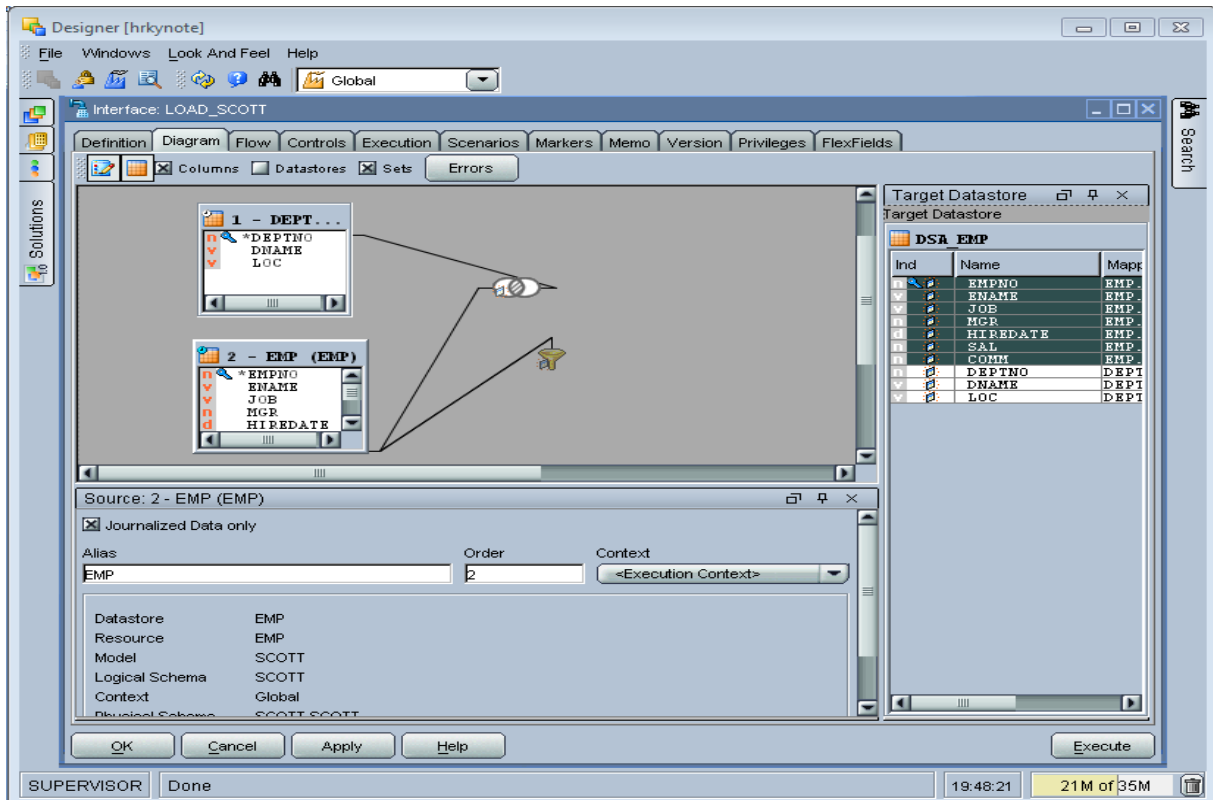 Designer [hrkynote]
File Windows Look And Feel Help
Global
Interface: LOAD_SCOTT
Definition Diagram Flow Controls Execution Scenarios Markers Memo Version Privileges FlexFields
Columns Datastores Sets Errors
Search
Solutions
1 - DEPT...
n *DEPTNO
v DNAME
v LOC
2 - EMP (EMP)
n *EMPNO
v ENAME
v JOB
n MGR
d HIREDATE
Target Datastore
Target Datastore
DSA_EMP
Ind Name Mapp
n EMPNO EMP.
v ENAME EMP.
v JOB EMP.
n MGR EMP.
d HIREDATE EMP.
n SAL EMP.
n COMM EMP.
n DEPTNO DEPT
v DNAME DEPT
v LOC DEPT
Source: 2 - EMP (EMP)
Journalized Data only
Alias Order Context
EMP 2 <Execution Context>
Datastore EMP
Resource EMP
Model SCOTT
Logical Schema SCOTT
Context Global
Physical Schema SCOTT.SCOTT
OK Cancel Apply Help Execute
SUPERVISOR Done 19:48:21 21M of 35M